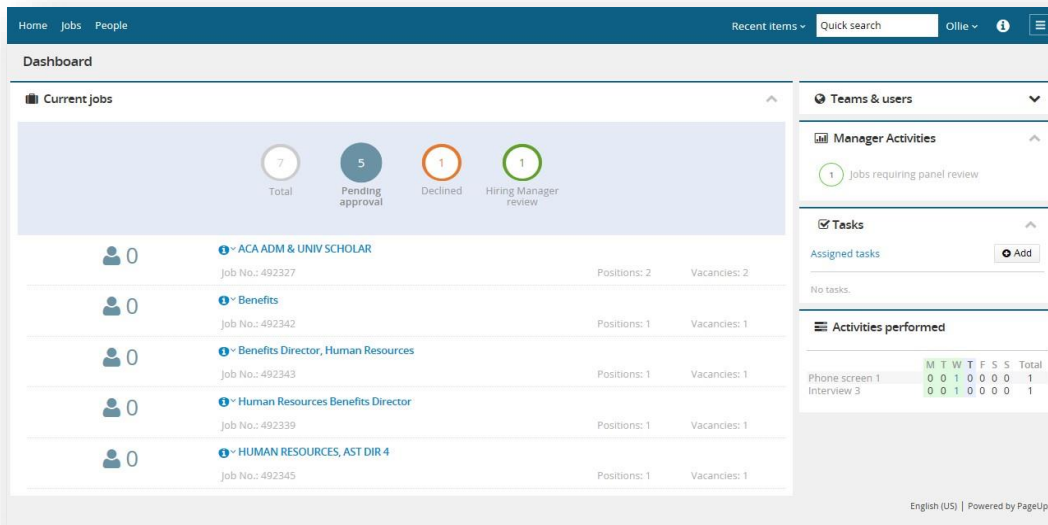 Home Jobs People Recent items Quick search Ollie
Dashboard
Current jobs
7 5 1 1
Total Pending approval Declined Hiring Manager review
0 ACA ADM & UNIV SCHOLAR
Job No.: 492327 Positions: 2 Vacancies: 2
0 Benefits
Job No.: 492342 Positions: 1 Vacancies: 1
0 Benefits Director, Human Resources
Job No.: 492343 Positions: 1 Vacancies: 1
0 Human Resources Benefits Director
Job No.: 492339 Positions: 1 Vacancies: 1
0 HUMAN RESOURCES, AST DIR 4
Job No.: 492345 Positions: 1 Vacancies: 1
Teams & users
Manager Activities
1 Jobs requiring panel review
Tasks
Assigned tasks Add
No tasks.
Activities performed
M T W T F S S Total
Phone screen 1 0 0 1 0 0 0 0 1
Interview 3 0 0 1 0 0 0 0 1
English (US) | Powered by PageUp